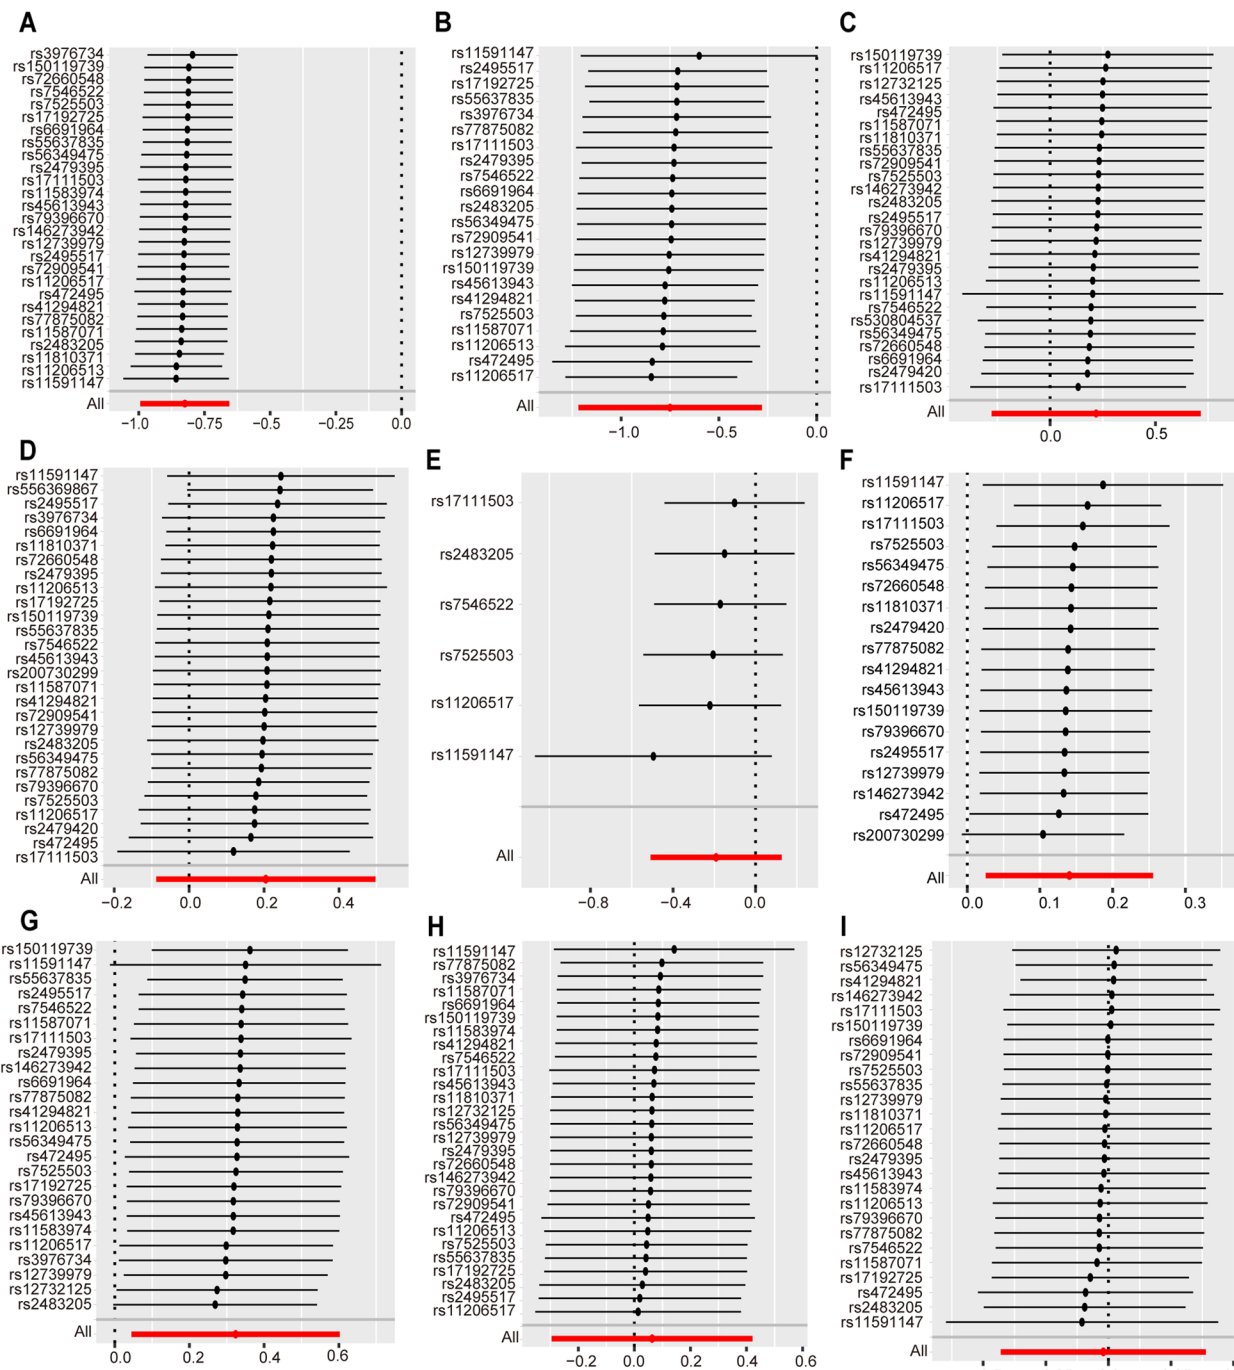 A
rs3976734
rs150119739
rs72660548
rs7546522
rs7525503
rs17192725
rs6691964
rs55637835
rs56349475
rs2479395
rs17111503
rs11583974
rs45613943
rs79396670
rs146273942
rs12739979
rs2495517
rs72909541
rs11206517
rs472495
rs41294821
rs77875082
rs11587071
rs2483205
rs11810371
rs11206513
rs11591147
All
−1.0 −0.75 −0.5 −0.25 0.0
B
rs11591147
rs2495517
rs17192725
rs55637835
rs3976734
rs77875082
rs17111503
rs2479395
rs7546522
rs6691964
rs2483205
rs56349475
rs72909541
rs12739979
rs150119739
rs45613943
rs41294821
rs7525503
rs11587071
rs11206513
rs472495
rs11206517
All
−1.0 −0.5 0.0
C
rs150119739
rs11206517
rs12732125
rs45613943
rs472495
rs11587071
rs11810371
rs55637835
rs72909541
rs7525503
rs146273942
rs2483205
rs2495517
rs79396670
rs12739979
rs41294821
rs2479395
rs11206513
rs11591147
rs7546522
rs530804537
rs56349475
rs72660548
rs6691964
rs2479420
rs17111503
All
0.0 0.5
D
rs11591147
rs556369867
rs2495517
rs3976734
rs6691964
rs11810371
rs72660548
rs2479395
rs11206513
rs17192725
rs150119739
rs55637835
rs7546522
rs45613943
rs200730299
rs11587071
rs41294821
rs72909541
rs12739979
rs2483205
rs56349475
rs77875082
rs79396670
rs7525503
rs11206517
rs2479420
rs472495
rs17111503
All
−0.2 0.0 0.2 0.4
E
rs17111503
rs2483205
rs7546522
rs7525503
rs11206517
rs11591147
All
−0.8 −0.4 0.0
F
rs11591147
rs11206517
rs17111503
rs7525503
rs56349475
rs72660548
rs11810371
rs2479420
rs77875082
rs41294821
rs45613943
rs150119739
rs79396670
rs2495517
rs12739979
rs146273942
rs472495
rs200730299
All
0.0 0.1 0.2 0.3
G
rs150119739
rs11591147
rs55637835
rs2495517
rs7546522
rs11587071
rs17111503
rs2479395
rs146273942
rs6691964
rs77875082
rs41294821
rs11206513
rs56349475
rs472495
rs7525503
rs17192725
rs79396670
rs45613943
rs11583974
rs11206517
rs3976734
rs12739979
rs12732125
rs2483205
All
0.0 0.2 0.4 0.6
H
rs11591147
rs77875082
rs3976734
rs11587071
rs6691964
rs150119739
rs11583974
rs41294821
rs7546522
rs17111503
rs45613943
rs11810371
rs12732125
rs56349475
rs12739979
rs2479395
rs72660548
rs146273942
rs79396670
rs72909541
rs472495
rs11206513
rs7525503
rs55637835
rs17192725
rs2483205
rs2495517
rs11206517
All
−0.2 0.0 0.2 0.4 0.6
I
rs12732125
rs56349475
rs41294821
rs146273942
rs17111503
rs150119739
rs6691964
rs72909541
rs7525503
rs55637835
rs12739979
rs11810371
rs11206517
rs72660548
rs2479395
rs45613943
rs11583974
rs11206513
rs79396670
rs77875082
rs7546522
rs11587071
rs17192725
rs472495
rs2483205
rs11591147
All